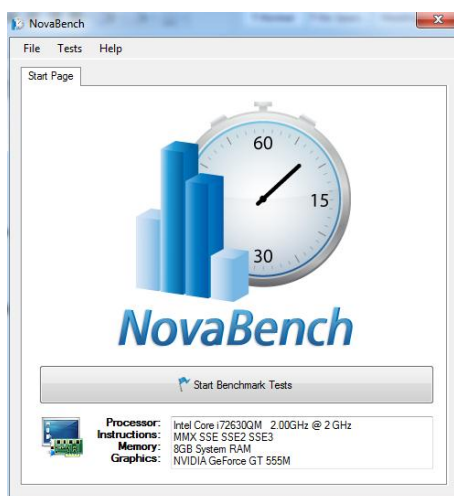 NovaBench
File Tests Help
Start Page
60
15
30
NovaBench
Start Benchmark Tests
Processor: Intel Core i72630QM 2.00GHz @ 2 GHz
Instructions: MMX SSE SSE2 SSE3
Memory: 8GB System RAM
Graphics: NVIDIA GeForce GT 555M